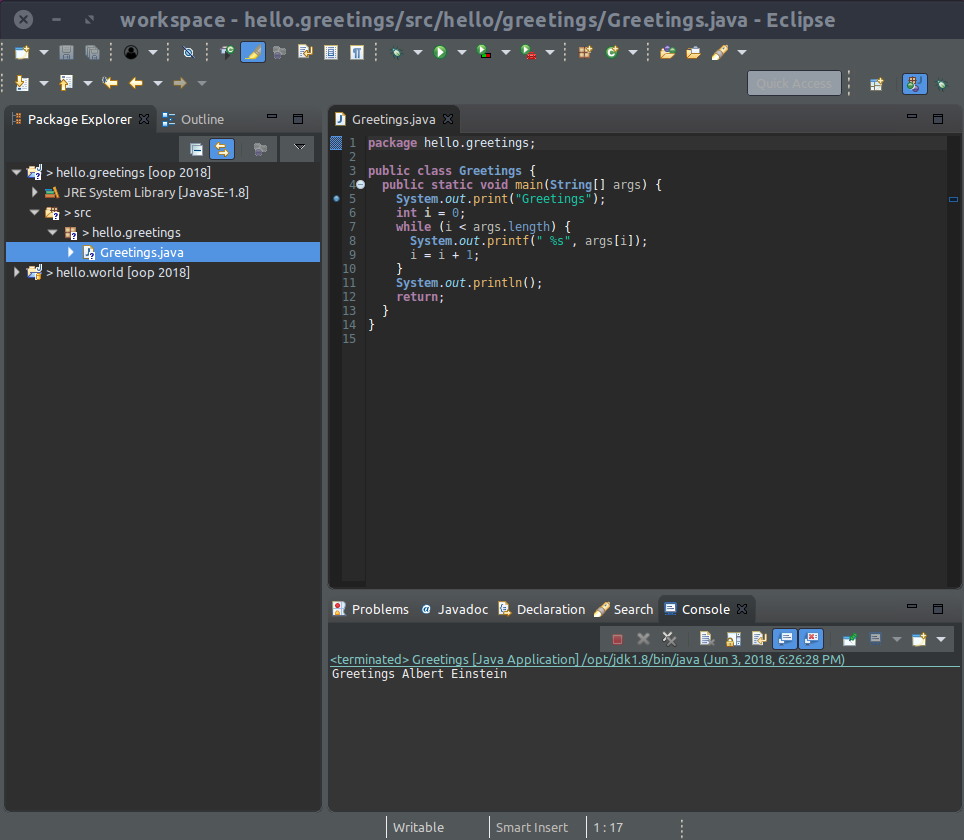 workspace - hello.greetings/src/hello/greetings/Greetings.java - Eclipse
Quick Access
Package Explorer
Outline
> hello.greetings [oop 2018]
JRE System Library [JavaSE-1.8]
> src
> hello.greetings
Greetings.java
> hello.world [oop 2018]
Greetings.java
1 package hello.greetings;
2
3 public class Greetings {
4   public static void main(String[] args) {
5     System.out.print("Greetings");
6     int i = 0;
7     while (i < args.length) {
8       System.out.printf(" %s", args[i]);
9       i = i + 1;
10     }
11     System.out.println();
12     return;
13   }
14 }
15
Problems
Javadoc
Declaration
Search
Console
<terminated> Greetings [Java Application] /opt/jdk1.8/bin/java (Jun 3, 2018, 6:26:28 PM)
Greetings Albert Einstein
Writable
Smart Insert
1 : 17